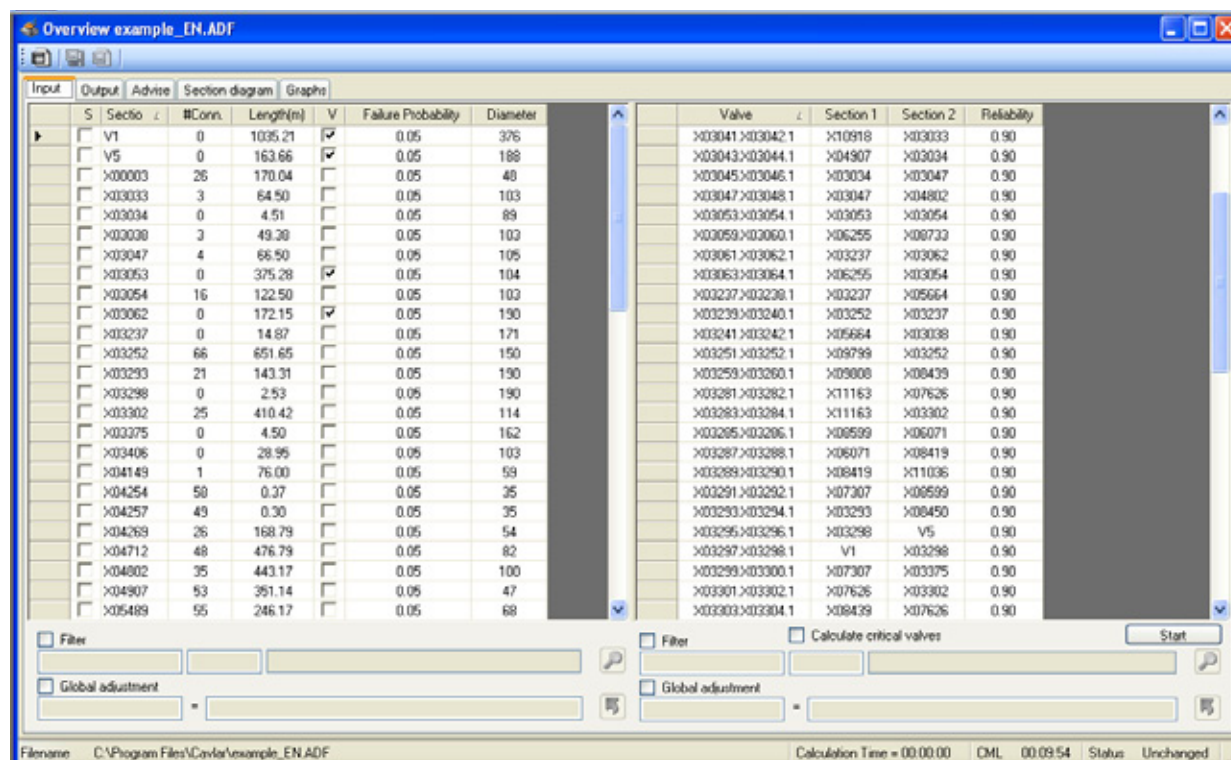 Overview example_EN.ADF
Input Output Advise Section diagram Graphs
S Sectio #Conn. Length(m) V Failure Probability Diameter
V1 0 1035.21 0.05 376
V5 0 163.66 0.05 188
X00003 26 170.04 0.05 48
X03033 3 64.50 0.05 103
X03034 0 4.51 0.05 89
X03038 3 49.38 0.05 103
X03047 4 66.50 0.05 105
X03053 0 375.28 0.05 104
X03054 16 122.50 0.05 103
X03062 0 172.15 0.05 190
X03237 0 14.87 0.05 171
X03252 66 651.65 0.05 150
X03293 21 143.31 0.05 190
X03298 0 2.53 0.05 190
X03302 25 410.42 0.05 114
X03375 0 4.50 0.05 162
X03406 0 28.95 0.05 103
X04149 1 76.00 0.05 59
X04254 58 0.37 0.05 35
X04257 49 0.30 0.05 35
X04269 26 168.79 0.05 54
X04712 48 476.79 0.05 82
X04802 35 443.17 0.05 100
X04907 53 351.14 0.05 47
X05489 55 246.17 0.05 68
Valve Section 1 Section 2 Reliability
X03041.X03042.1 X10918 X03033 0.90
X03043.X03044.1 X04907 X03034 0.90
X03045.X03046.1 X03034 X03047 0.90
X03047.X03048.1 X03047 X04802 0.90
X03053.X03054.1 X03053 X03054 0.90
X03059.X03060.1 X06255 X08733 0.90
X03061.X03062.1 X03237 X03062 0.90
X03063.X03064.1 X06255 X03054 0.90
X03237.X03238.1 X03237 X05664 0.90
X03239.X03240.1 X03252 X03237 0.90
X03241.X03242.1 X05664 X03038 0.90
X03251.X03252.1 X09799 X03252 0.90
X03259.X03260.1 X09808 X08439 0.90
X03281.X03282.1 X11163 X07626 0.90
X03283.X03284.1 X11163 X03302 0.90
X03285.X03286.1 X08599 X06071 0.90
X03287.X03288.1 X06071 X08419 0.90
X03289.X03290.1 X08419 X11036 0.90
X03291.X03292.1 X07307 X08599 0.90
X03293.X03294.1 X03293 X08450 0.90
X03295.X03296.1 X03298 V5 0.90
X03297.X03298.1 V1 X03298 0.90
X03299.X03300.1 X07307 X03375 0.90
X03301.X03302.1 X07626 X03302 0.90
X03303.X03304.1 X08439 X07626 0.90
Filter
Global adjustment
=
Filter Calculate critical valves Start
Global adjustment
=
Filename C:\Program Files\Cavlar\example_EN.ADF Calculation Time = 00:00:00 CML 00:09:54 Status Unchanged